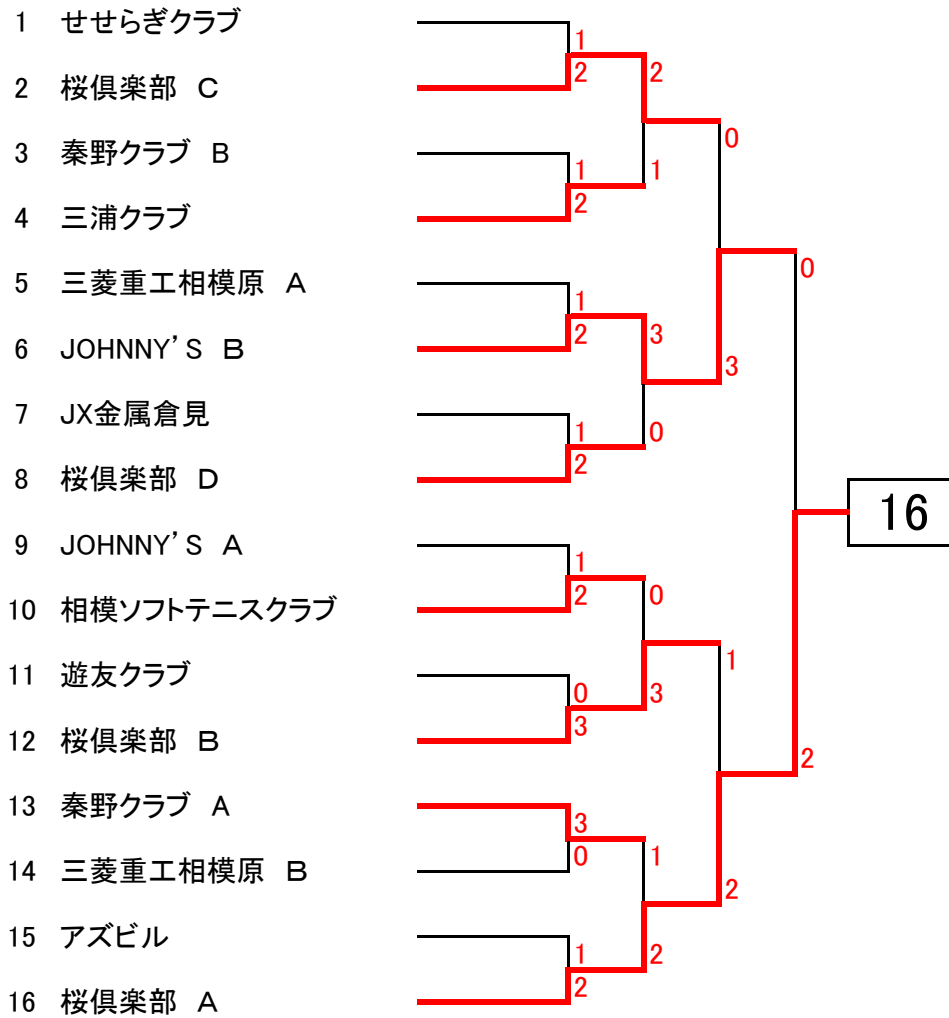 1 せせらぎクラブ
1
2 2
2 桜倶楽部 C
0
3 秦野クラブ B
1 1
2
4 三浦クラブ
0
5 三菱重工相模原 A
1
2 3
6 JOHNNY'S B
3
7 JX金属倉見
1 0
2
8 桜倶楽部 D
16
9 JOHNNY'S A
1
2 0
10 相模ソフトテニスクラブ
1
11 遊友クラブ
0 3
3
12 桜倶楽部 B
2
13 秦野クラブ A
3
0 1
14 三菱重工相模原 B
2
15 アズビル
1 2
2
16 桜倶楽部 A